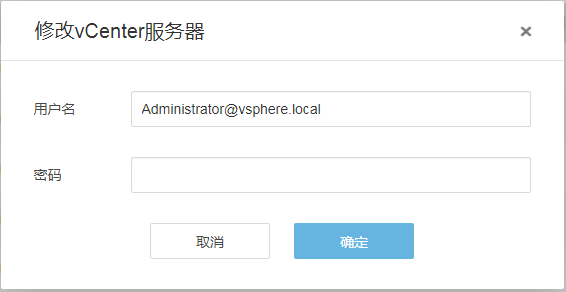 修改vCenter服务器
用户名
Administrator@vsphere.local
密码
取消
确定